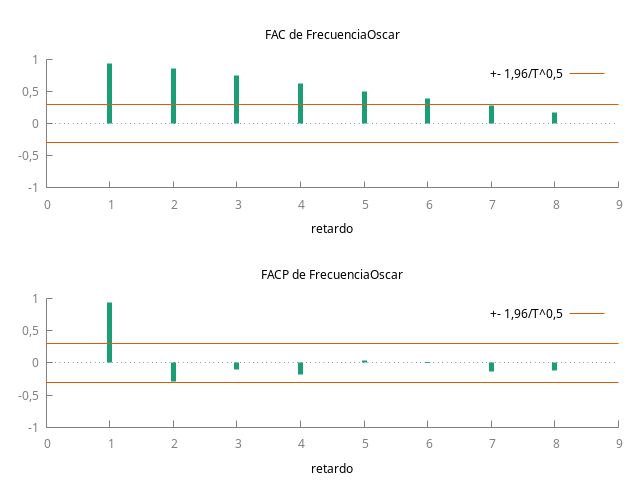 FAC de FrecuenciaOscar
1
+- 1,96/T^0,5
0,5
0
-0,5
-1
0 1 2 3 4 5 6 7 8 9
retardo
FACP de FrecuenciaOscar
1
+- 1,96/T^0,5
0,5
0
-0,5
-1
0 1 2 3 4 5 6 7 8 9
retardo